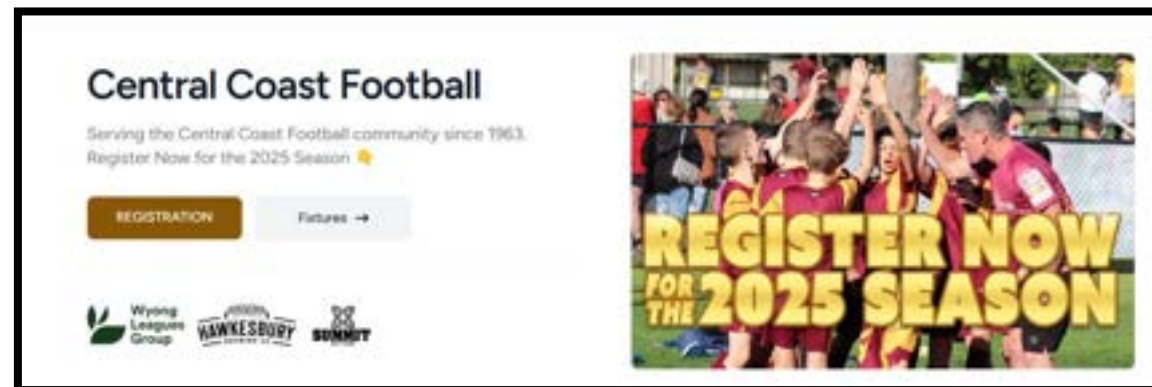 Central Coast Football
Serving the Central Coast Football community since 1963.
Register Now for the 2025 Season 👇
REGISTRATION
Fixtures →
Wyong
Leagues
Group
HAWKESBURY
SUMMIT
REGISTER NOW
FOR THE 2025 SEASON